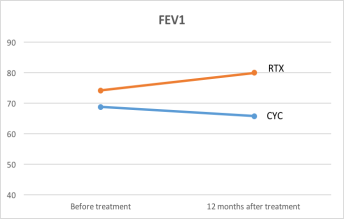 FEV1
90
80
70
60
50
40
RTX
CYC
Before treatment
12 months after treatment